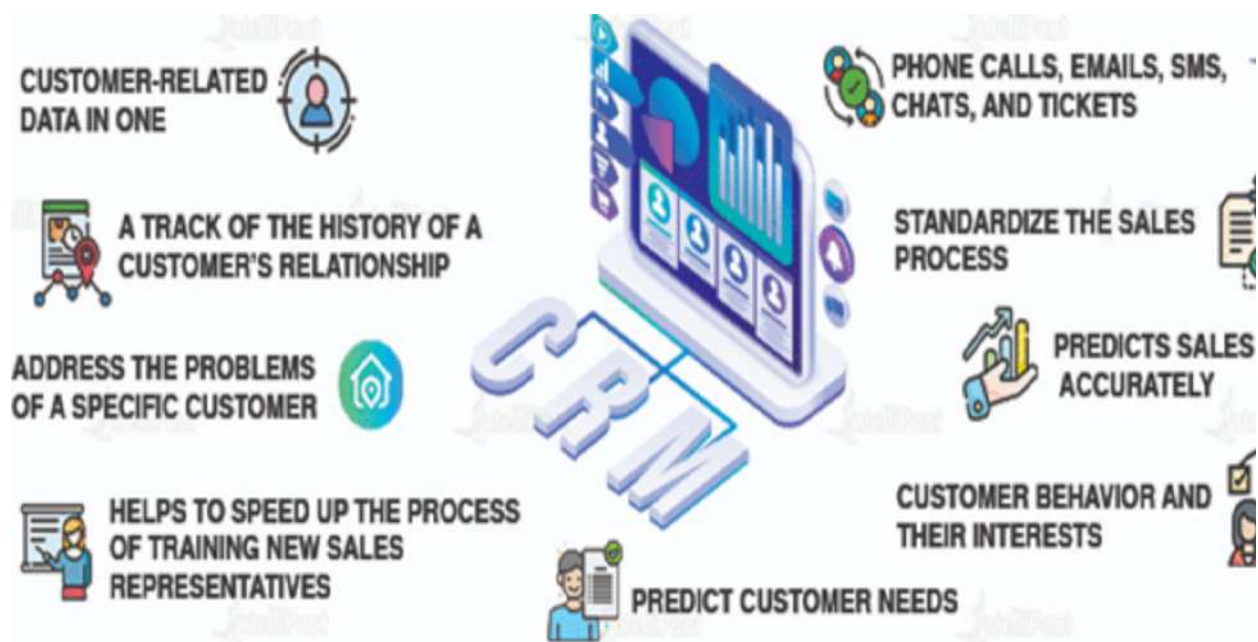 CUSTOMER-RELATED
DATA IN ONE
A TRACK OF THE HISTORY OF A
CUSTOMER'S RELATIONSHIP
ADDRESS THE PROBLEMS
OF A SPECIFIC CUSTOMER
HELPS TO SPEED UP THE PROCESS
OF TRAINING NEW SALES
REPRESENTATIVES
CRM
PREDICT CUSTOMER NEEDS
PHONE CALLS, EMAILS, SMS,
CHATS, AND TICKETS
STANDARDIZE THE SALES
PROCESS
PREDICTS SALES
ACCURATELY
CUSTOMER BEHAVIOR AND
THEIR INTERESTS